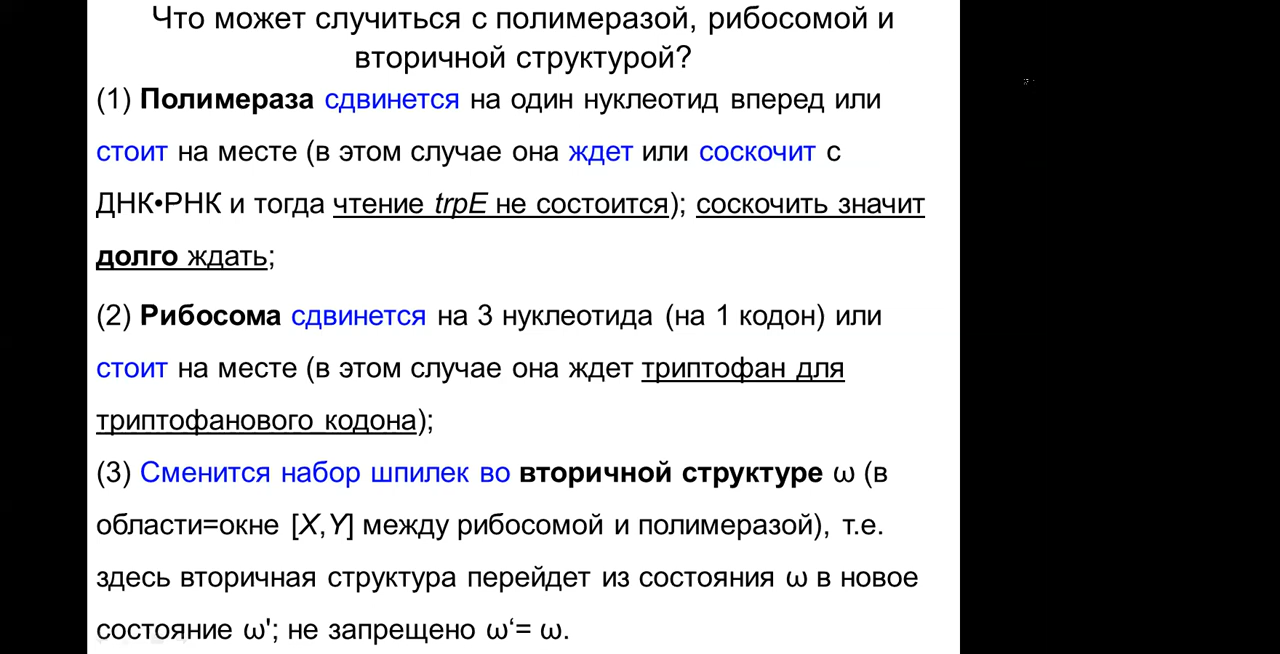 Что может случиться с полимеразой, рибосомой и
вторичной структурой?
(1) Полимераза сдвинется на один нуклеотид вперед или
стоит на месте (в этом случае она ждет или соскочит с
ДНК•РНК и тогда чтение trpE не состоится); соскочить значит
долго ждать;
(2) Рибосома сдвинется на 3 нуклеотида (на 1 кодон) или
стоит на месте (в этом случае она ждет триптофан для
триптофанового кодона);
(3) Сменится набор шпилек во вторичной структуре ω (в
области=окне [X,Y] между рибосомой и полимеразой), т.е.
здесь вторичная структура перейдет из состояния ω в новое
состояние ω'; не запрещено ω‘= ω.